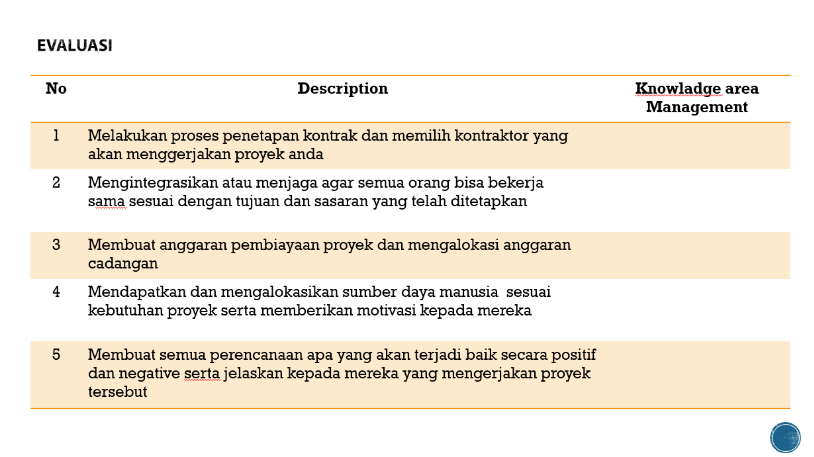 EVALUASI
No Description Knowladge area
Management
1 Melakukan proses penetapan kontrak dan memilih kontraktor yang
akan menggerjakan proyek anda
2 Mengintegrasikan atau menjaga agar semua orang bisa bekerja
sama sesuai dengan tujuan dan sasaran yang telah ditetapkan
3 Membuat anggaran pembiayaan proyek dan mengalokasi anggaran
cadangan
4 Mendapatkan dan mengalokasikan sumber daya manusia sesuai
kebutuhan proyek serta memberikan motivasi kepada mereka
5 Membuat semua perencanaan apa yang akan terjadi baik secara positif
dan negative serta jelaskan kepada mereka yang mengerjakan proyek
tersebut